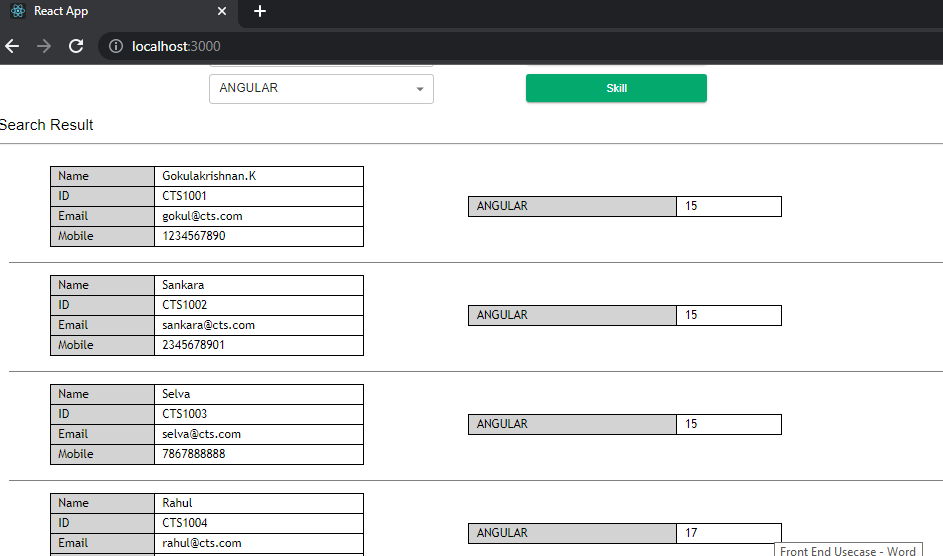 React App
localhost:3000
ANGULAR
Skill
Search Result
Name Gokulakrishnan.K
ID CTS1001
Email gokul@cts.com
Mobile 1234567890
ANGULAR 15
Name Sankara
ID CTS1002
Email sankara@cts.com
Mobile 2345678901
ANGULAR 15
Name Selva
ID CTS1003
Email selva@cts.com
Mobile 7867888888
ANGULAR 15
Name Rahul
ID CTS1004
Email rahul@cts.com
ANGULAR 17
Front End Usecase - Word